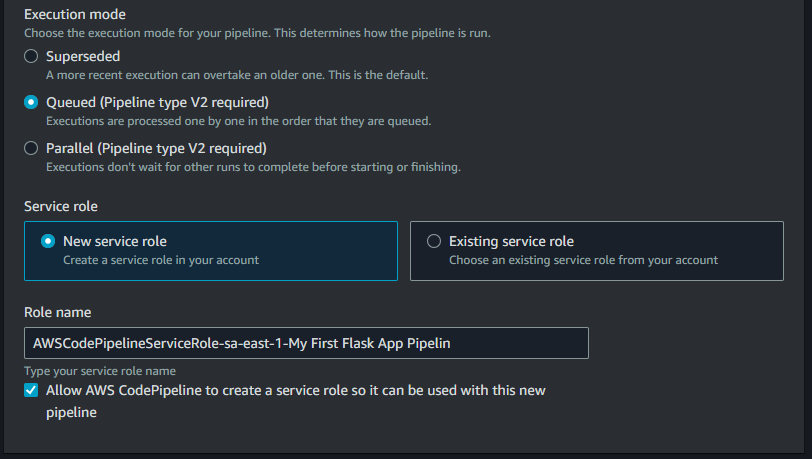 Execution mode
Choose the execution mode for your pipeline. This determines how the pipeline is run.
Superseded
A more recent execution can overtake an older one. This is the default.
Queued (Pipeline type V2 required)
Executions are processed one by one in the order that they are queued.
Parallel (Pipeline type V2 required)
Executions don't wait for other runs to complete before starting or finishing.
Service role
New service role
Create a service role in your account
Existing service role
Choose an existing service role from your account
Role name
AWSCodePipelineServiceRole-sa-east-1-My First Flask App Pipelin
Type your service role name
Allow AWS CodePipeline to create a service role so it can be used with this new
pipeline